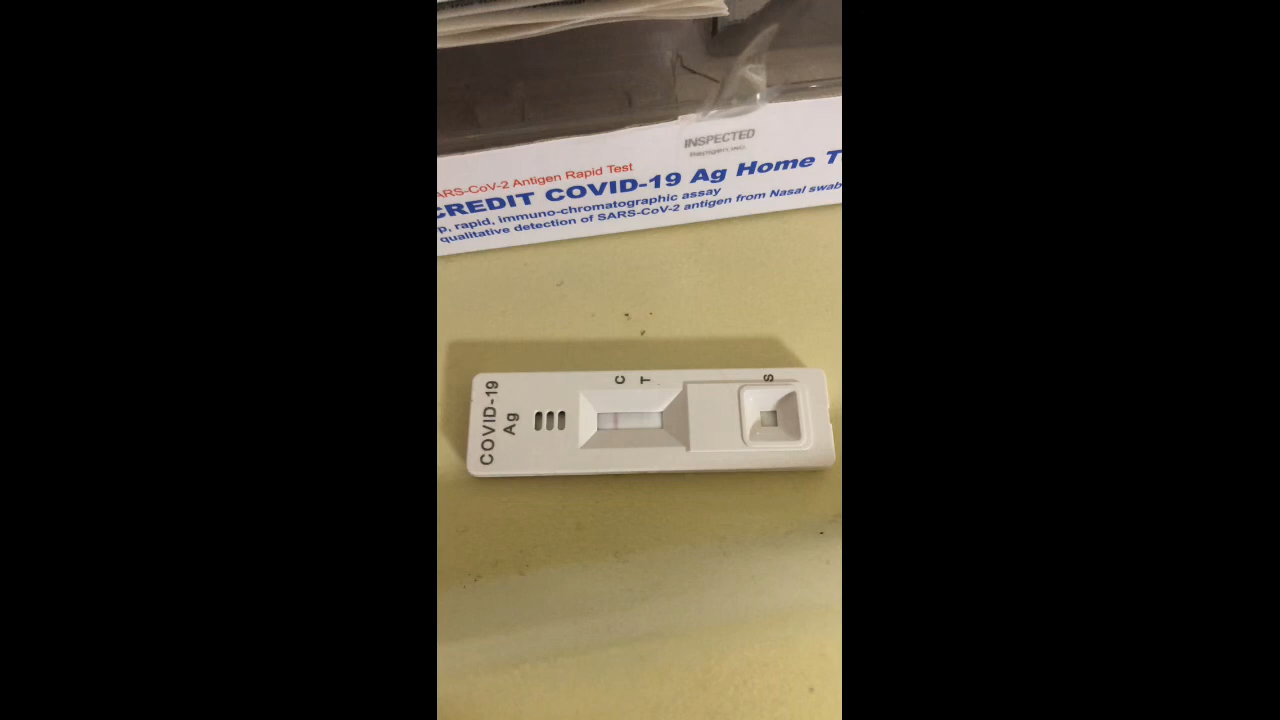 INSPECTED
ARS-CoV-2 Antigen Rapid Test
CREDIT COVID-19 Ag Home T
p, rapid, immuno-chromatographic assay
qualitative detection of SARS-CoV-2 antigen from Nasal swab
C
T
S
COVID-19
Ag